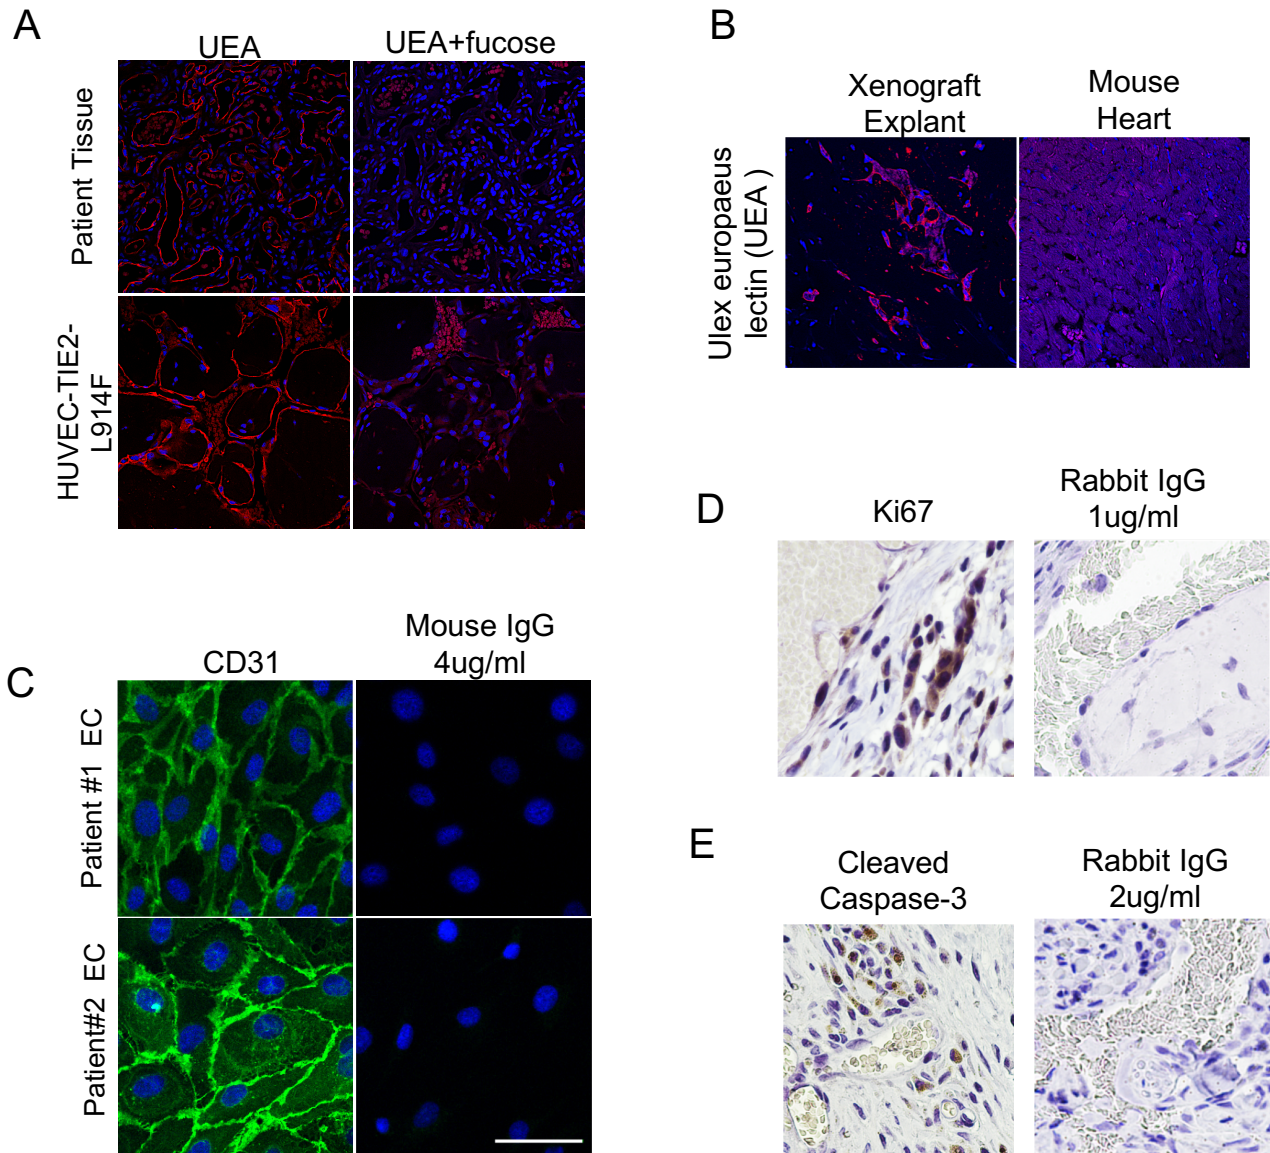 A
UEA
UEA+fucose
Patient Tissue
HUVEC-TIE2-
L914F
B
Xenograft
Explant
Mouse
Heart
Ulex europaeus
lectin (UEA )
C
CD31
Mouse IgG
4ug/ml
Patient #1 EC
Patient#2 EC
D
Ki67
Rabbit IgG
1ug/ml
E
Cleaved
Caspase-3
Rabbit IgG
2ug/ml